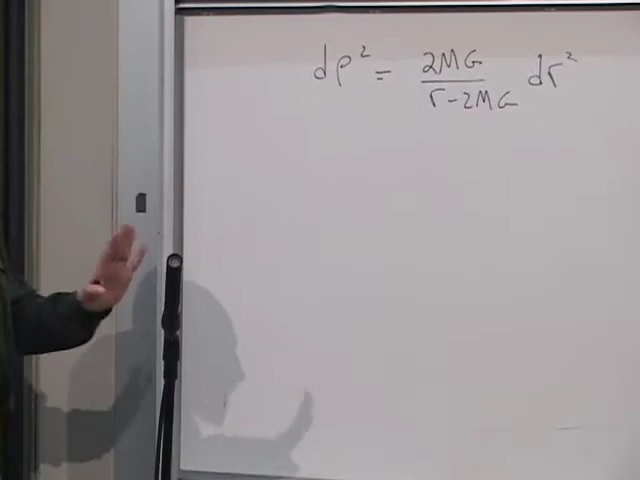 dρ² = 2MG / (r - 2MG) dr²